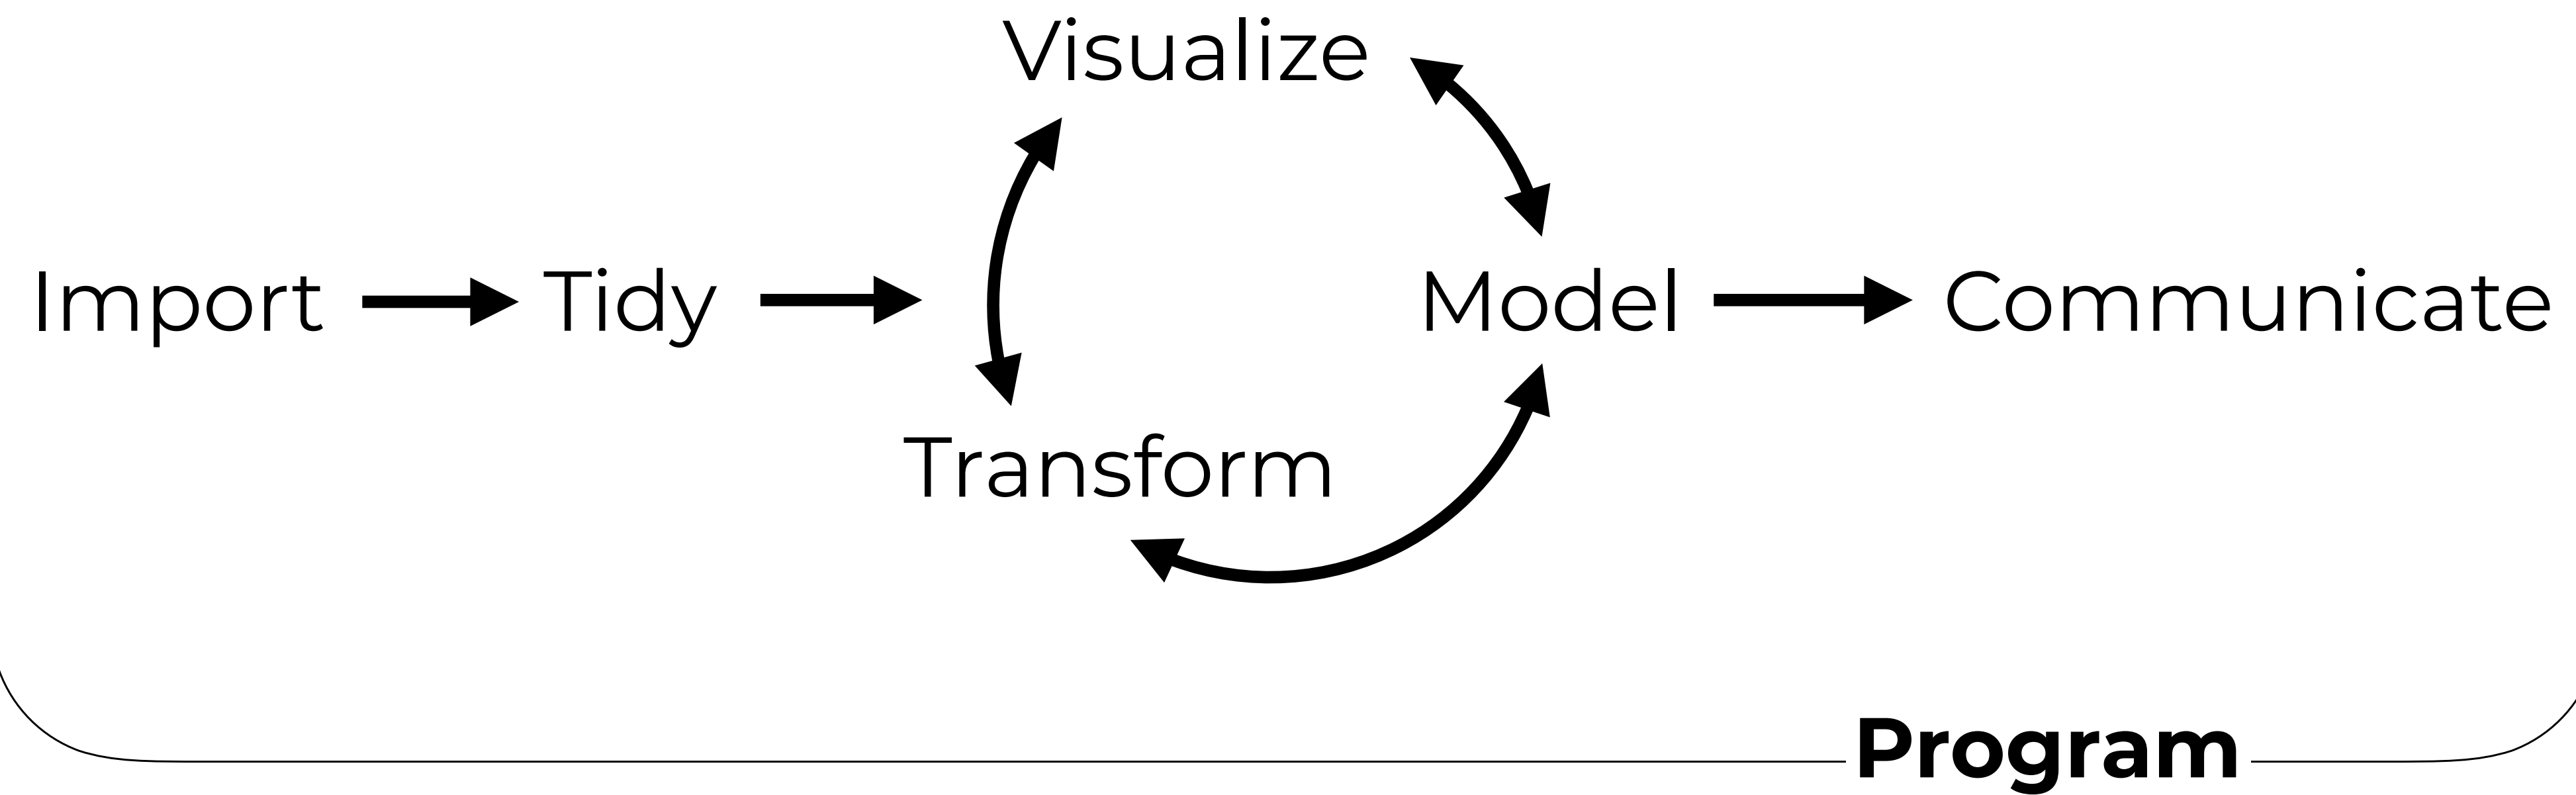 Visualize
Import
Tidy
Model
Communicate
Transform
Program